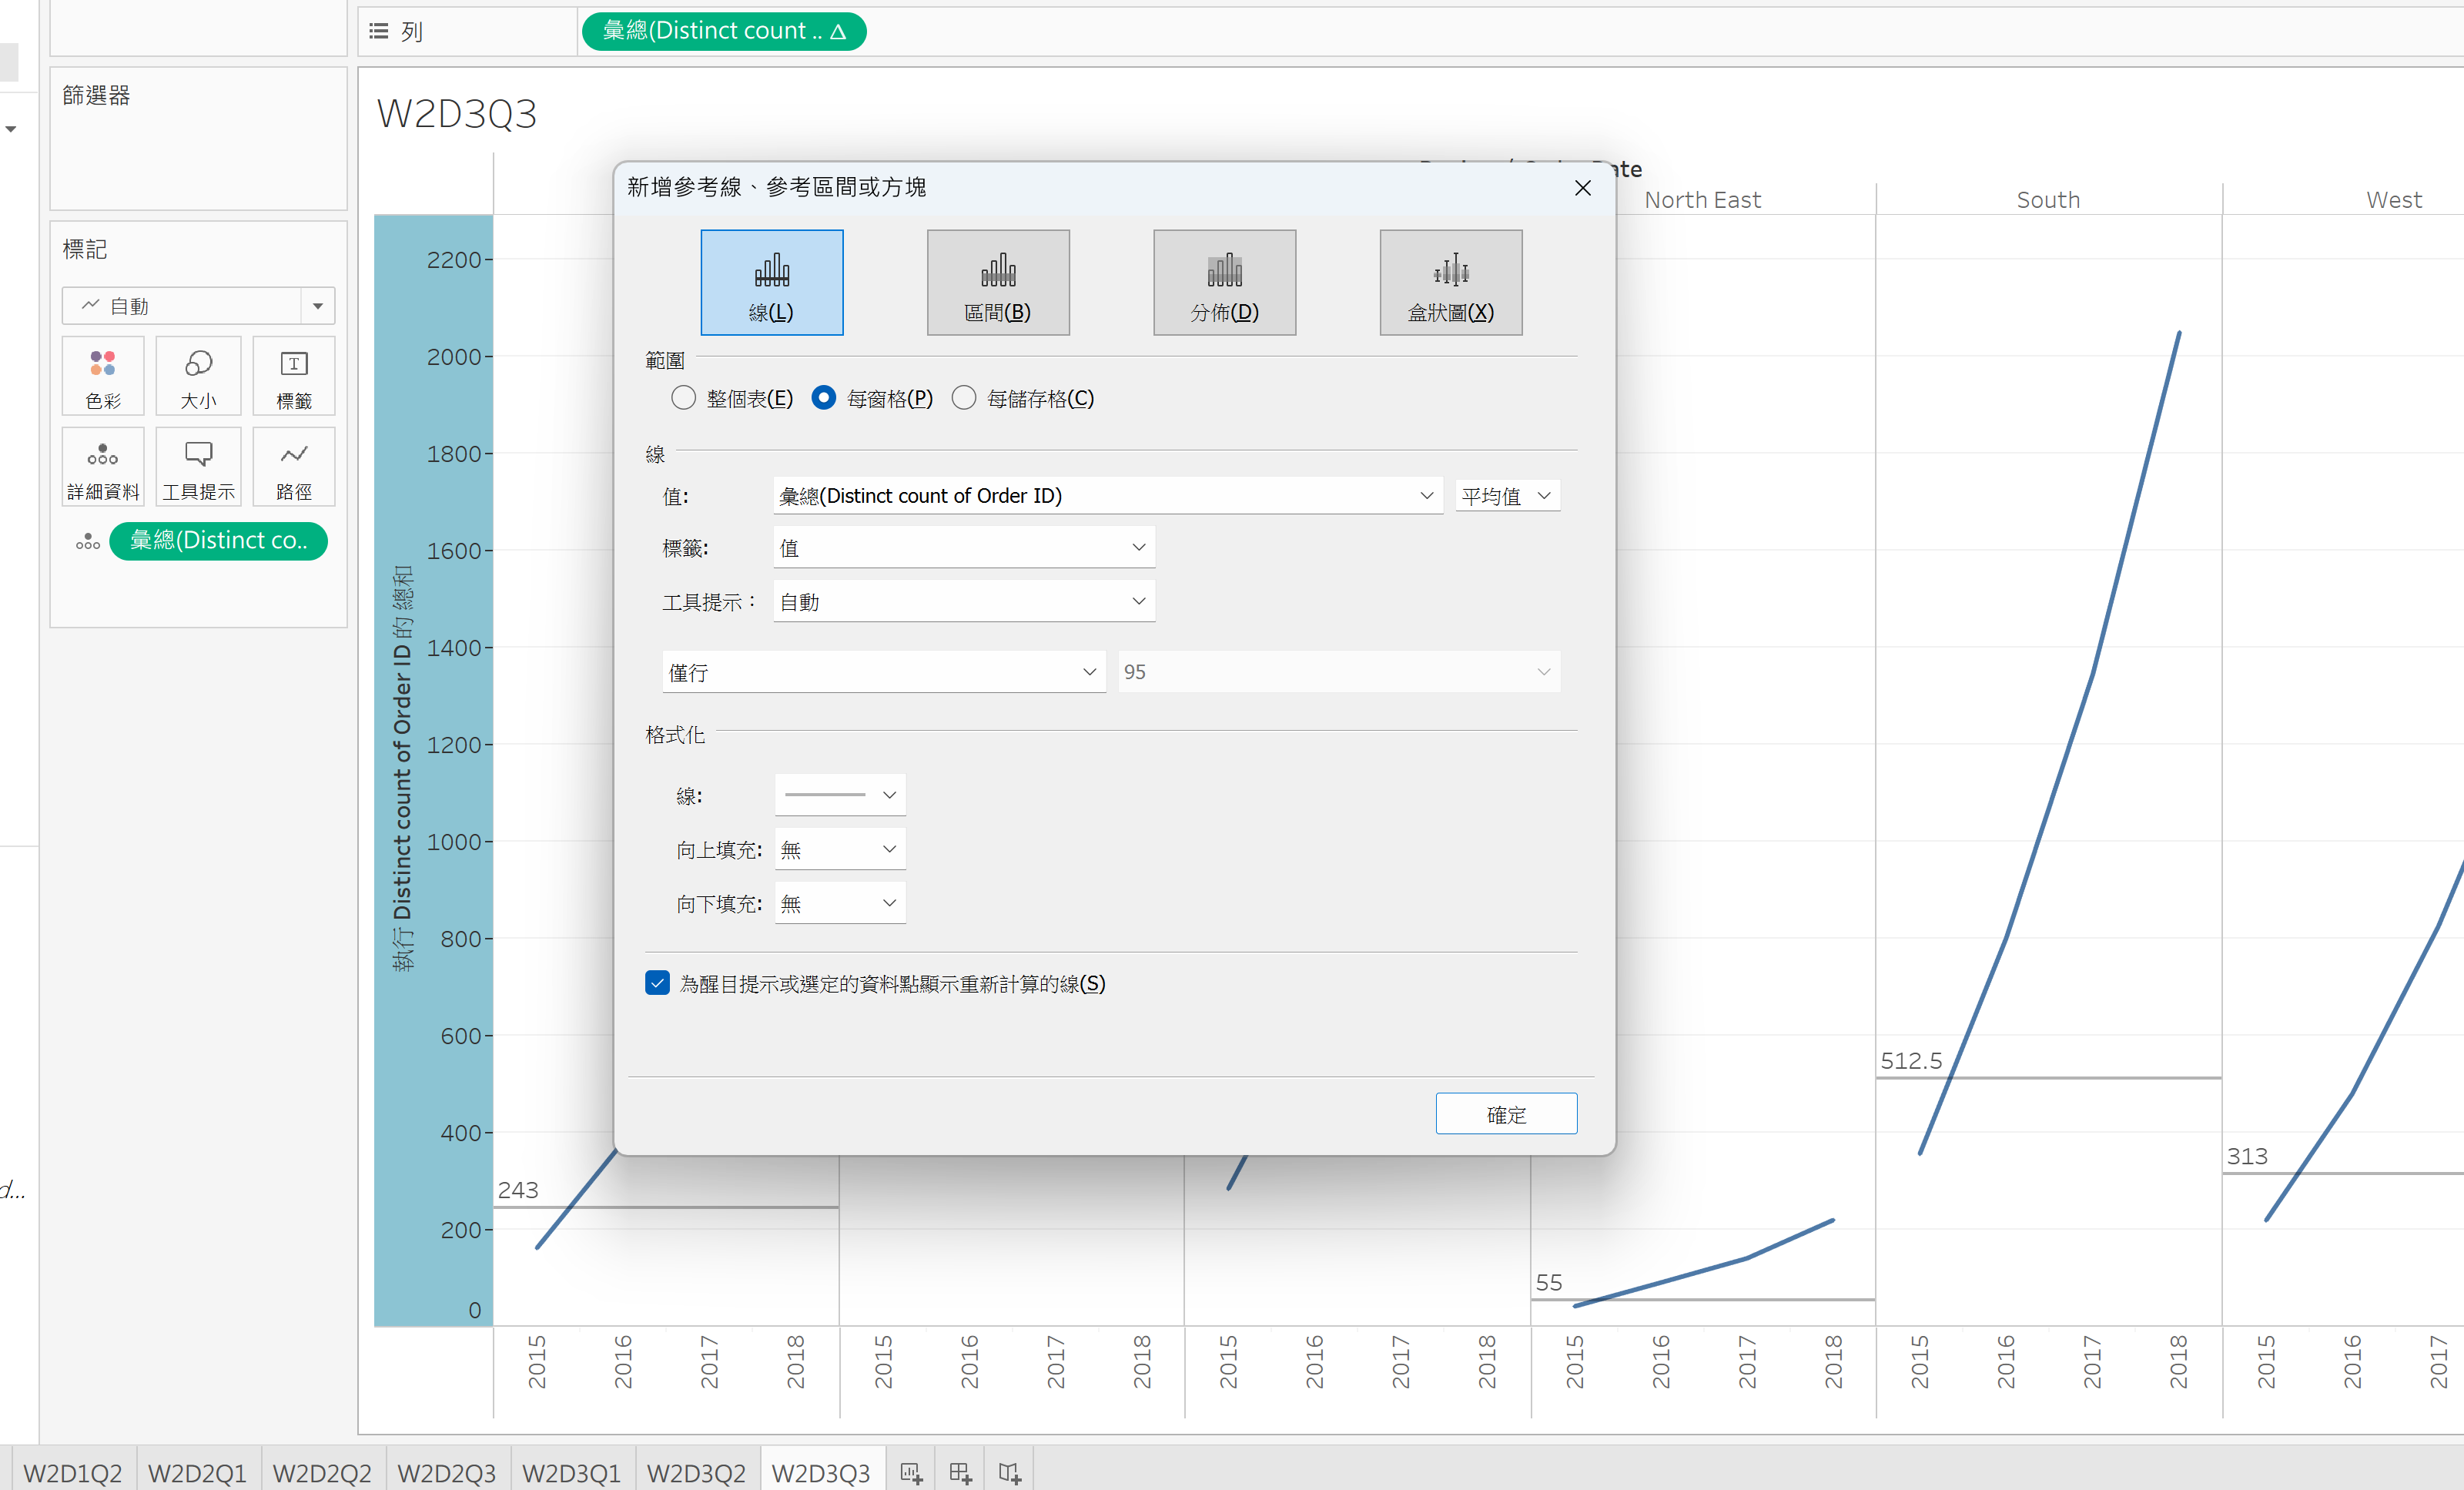 列
彙總(Distinct count .. Δ
篩選器
標記
自動
色彩
大小
標籤
詳細資料
工具提示
路徑
彙總(Distinct co..
d...
W2D3Q3
North East
South
West
2200
2000
1800
1600
1400
1200
1000
800
600
400
200
0
執行 Distinct count of Order ID 的 總和
新增參考線、參考區間或方塊
線(L)
區間(B)
分佈(D)
盒狀圖(X)
範圍
整個表(E)
每窗格(P)
每儲存格(C)
線
值:
彙總(Distinct count of Order ID)
平均值
標籤:
值
工具提示：
自動
僅行
95
格式化
線:
向上填充:
無
向下填充:
無
為醒目提示或選定的資料點顯示重新計算的線(S)
確定
243
55
512.5
313
2015
2016
2017
2018
2015
2016
2017
2018
2015
2016
2017
2018
2015
2016
2017
2018
2015
2016
2017
2018
2015
2016
2017
W2D1Q2
W2D2Q1
W2D2Q2
W2D2Q3
W2D3Q1
W2D3Q2
W2D3Q3